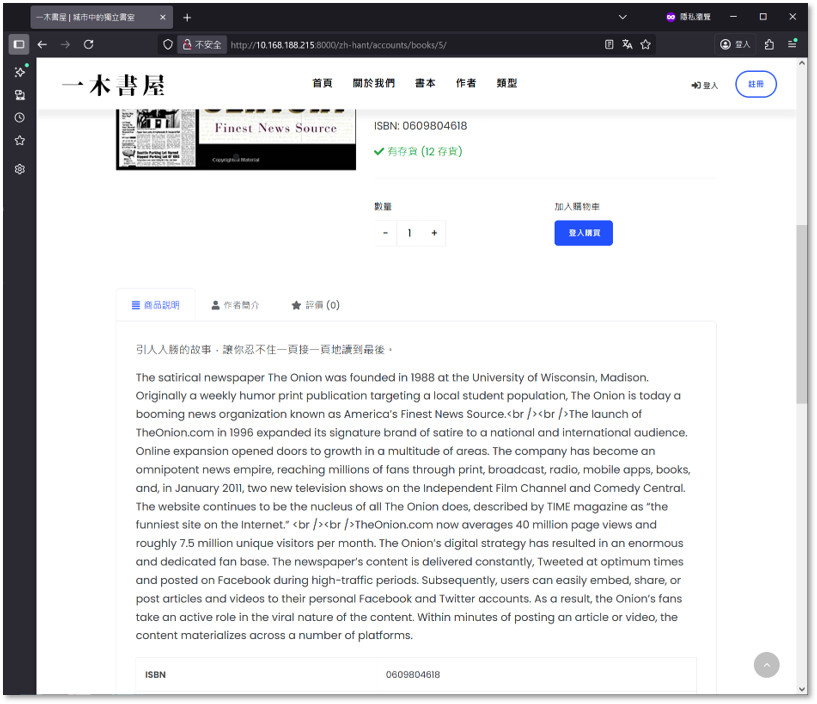 一木書屋 | 城市中的獨立書室
隱私瀏覽
不安全
http://10.168.188.215:8000/zh-hant/accounts/books/5/
登入
一木書屋
首頁 關於我們 書本 作者 類型
登入
註冊
Finest News Source
Copyrighted Material
ISBN: 0609804618
有存貨 (12 存貨)
數量
加入購物車
- 1 +
登入購買
商品説明
作者簡介
評價 (0)
引人入勝的故事，讓你忍不住一頁接一頁地讀到最後。
The satirical newspaper The Onion was founded in 1988 at the University of Wisconsin, Madison.
Originally a weekly humor print publication targeting a local student population, The Onion is today a
booming news organization known as America’s Finest News Source.<br /><br />The launch of
TheOnion.com in 1996 expanded its signature brand of satire to a national and international audience.
Online expansion opened doors to growth in a multitude of areas. The company has become an
omnipotent news empire, reaching millions of fans through print, broadcast, radio, mobile apps, books,
and, in January 2011, two new television shows on the Independent Film Channel and Comedy Central.
The website continues to be the nucleus of all The Onion does, described by TIME magazine as “the
funniest site on the Internet.” <br /><br />TheOnion.com now averages 40 million page views and
roughly 7.5 million unique visitors per month. The Onion’s digital strategy has resulted in an enormous
and dedicated fan base. The newspaper’s content is delivered constantly, Tweeted at optimum times
and posted on Facebook during high-traffic periods. Subsequently, users can easily embed, share, or
post articles and videos to their personal Facebook and Twitter accounts. As a result, the Onion’s fans
take an active role in the viral nature of the content. Within minutes of posting an article or video, the
content materializes across a number of platforms.
ISBN 0609804618